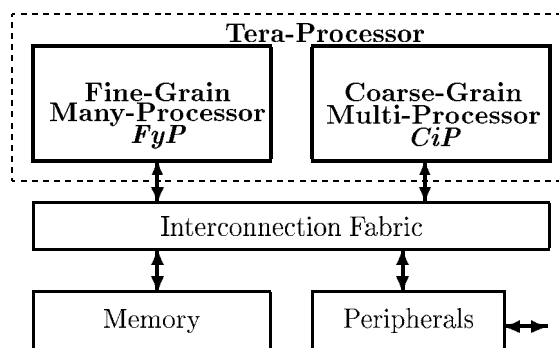 Tera-Processor
Fine-Grain
Many-Processor
FyP
Coarse-Grain
Multi-Processor
CiP
Interconnection Fabric
Memory
Peripherals